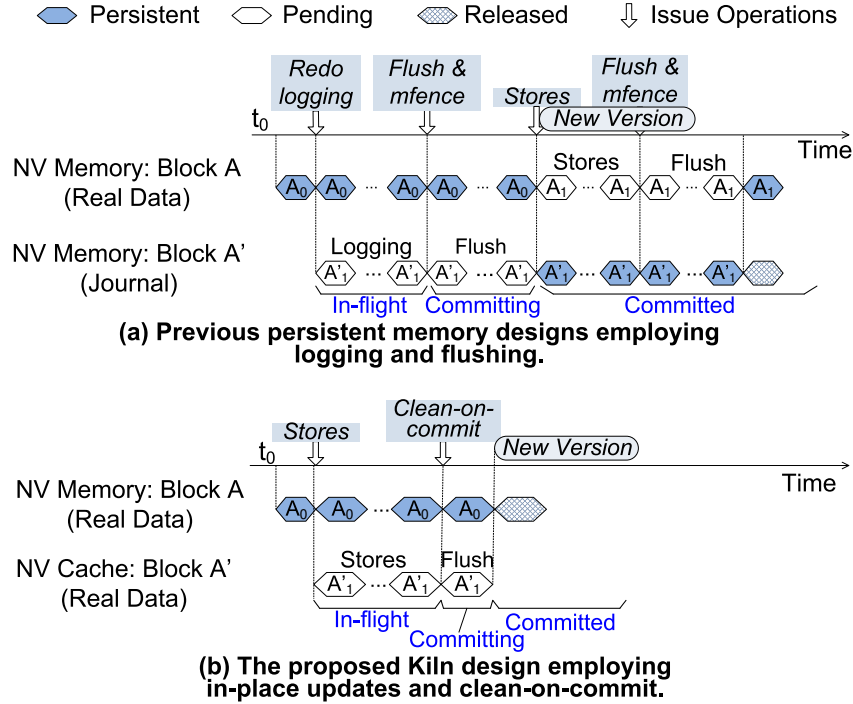 Persistent Pending Released Issue Operations
Redo logging
Flush & mfence
Stores
Flush & mfence
New Version
t0
Time
NV Memory: Block A
(Real Data)
A0 A0 ... A0 A0 ... A0 A1 ... A1 A1 ... A1 A1
Stores Flush
NV Memory: Block A’
(Journal)
Logging Flush
A'1 ... A'1 A'1 ... A'1 A'1 ... A'1 A'1 ... A'1
In-flight Committing Committed
(a) Previous persistent memory designs employing
logging and flushing.
Stores
Clean-on-
commit
New Version
t0
Time
NV Memory: Block A
(Real Data)
A0 A0 ... A0 A0
Stores Flush
NV Cache: Block A’
(Real Data)
A'1 ... A'1 A'1
In-flight Committing Committed
(b) The proposed Kiln design employing
in-place updates and clean-on-commit.